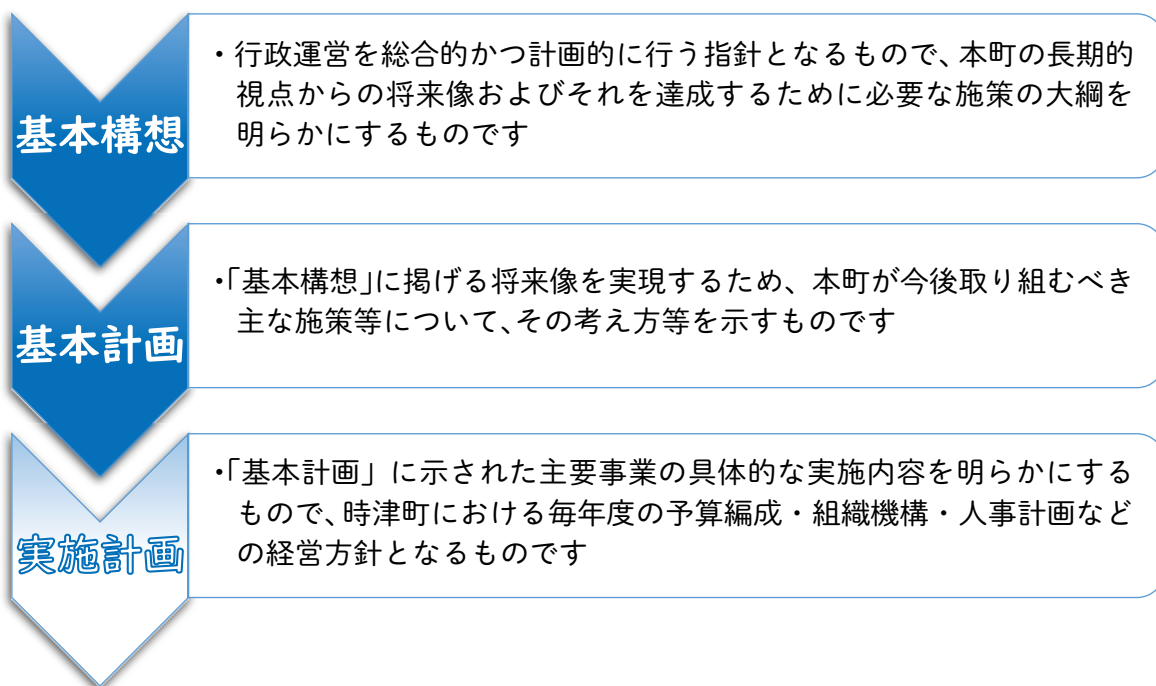 基本構想
・行政運営を総合的かつ計画的に行う指針となるもので、本町の長期的
視点からの将来像およびそれを達成するために必要な施策の大綱を
明らかにするものです
基本計画
・「基本構想」に掲げる将来像を実現するため、本町が今後取り組むべき
主な施策等について、その考え方等を示すものです
実施計画
・「基本計画」に示された主要事業の具体的な実施内容を明らかにする
もので、時津町における毎年度の予算編成・組織機構・人事計画など
の経営方針となるものです